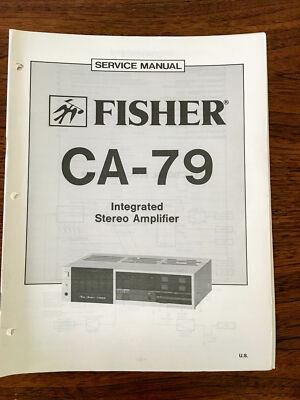 SERVICE MANUAL
FISHER®
CA-79
Integrated
Stereo Amplifier
U.S.